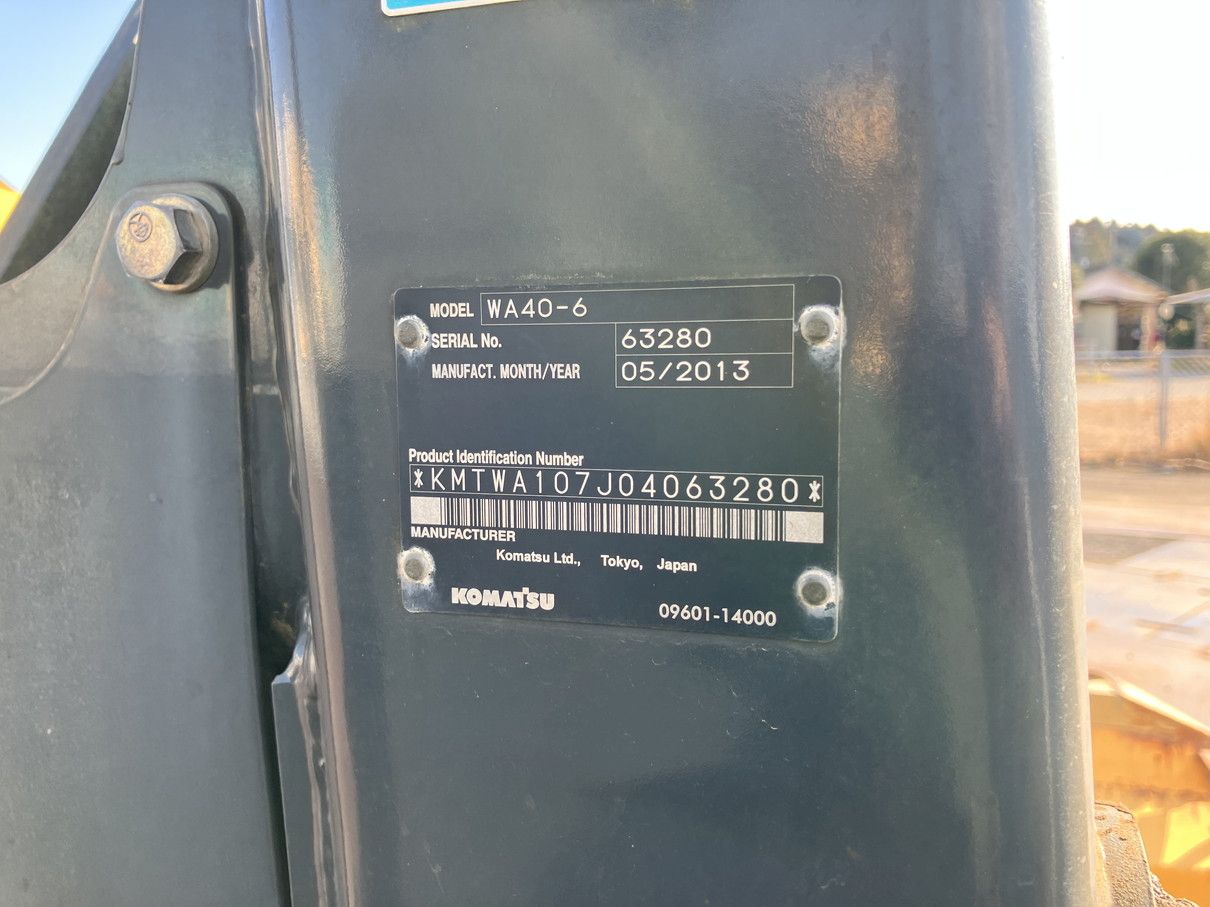 MODEL WA40-6
SERIAL No. 63280
MANUFACT. MONTH/YEAR 05/2013
Product Identification Number
*KMTWA107J04063280*
MANUFACTURER
Komatsu Ltd., Tokyo, Japan
KOMATSU 09601-14000